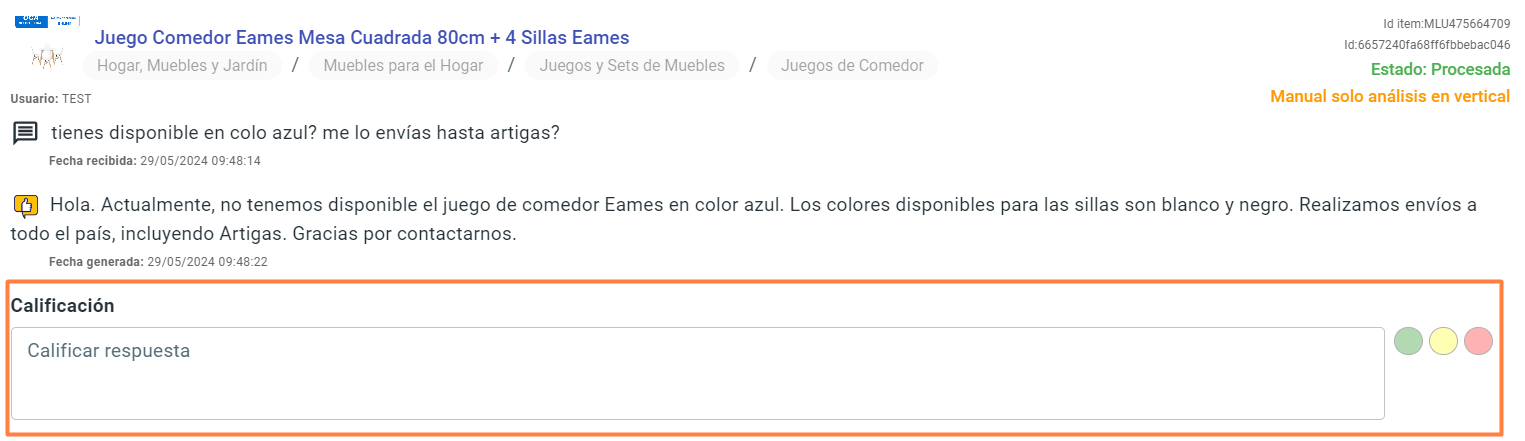 OCA
Juego Comedor Eames Mesa Cuadrada 80cm + 4 Sillas Eames
Id item:MLU475664709
Id:6657240fa68ff6fbbebac046
Hogar, Muebles y Jardín / Muebles para el Hogar / Juegos y Sets de Muebles / Juegos de Comedor
Estado: Procesada
Usuario: TEST
Manual solo análisis en vertical
tienes disponible en colo azul? me lo envías hasta artigas?
Fecha recibida: 29/05/2024 09:48:14
Hola. Actualmente, no tenemos disponible el juego de comedor Eames en color azul. Los colores disponibles para las sillas son blanco y negro. Realizamos envíos a
todo el país, incluyendo Artigas. Gracias por contactarnos.
Fecha generada: 29/05/2024 09:48:22
Calificación
Calificar respuesta